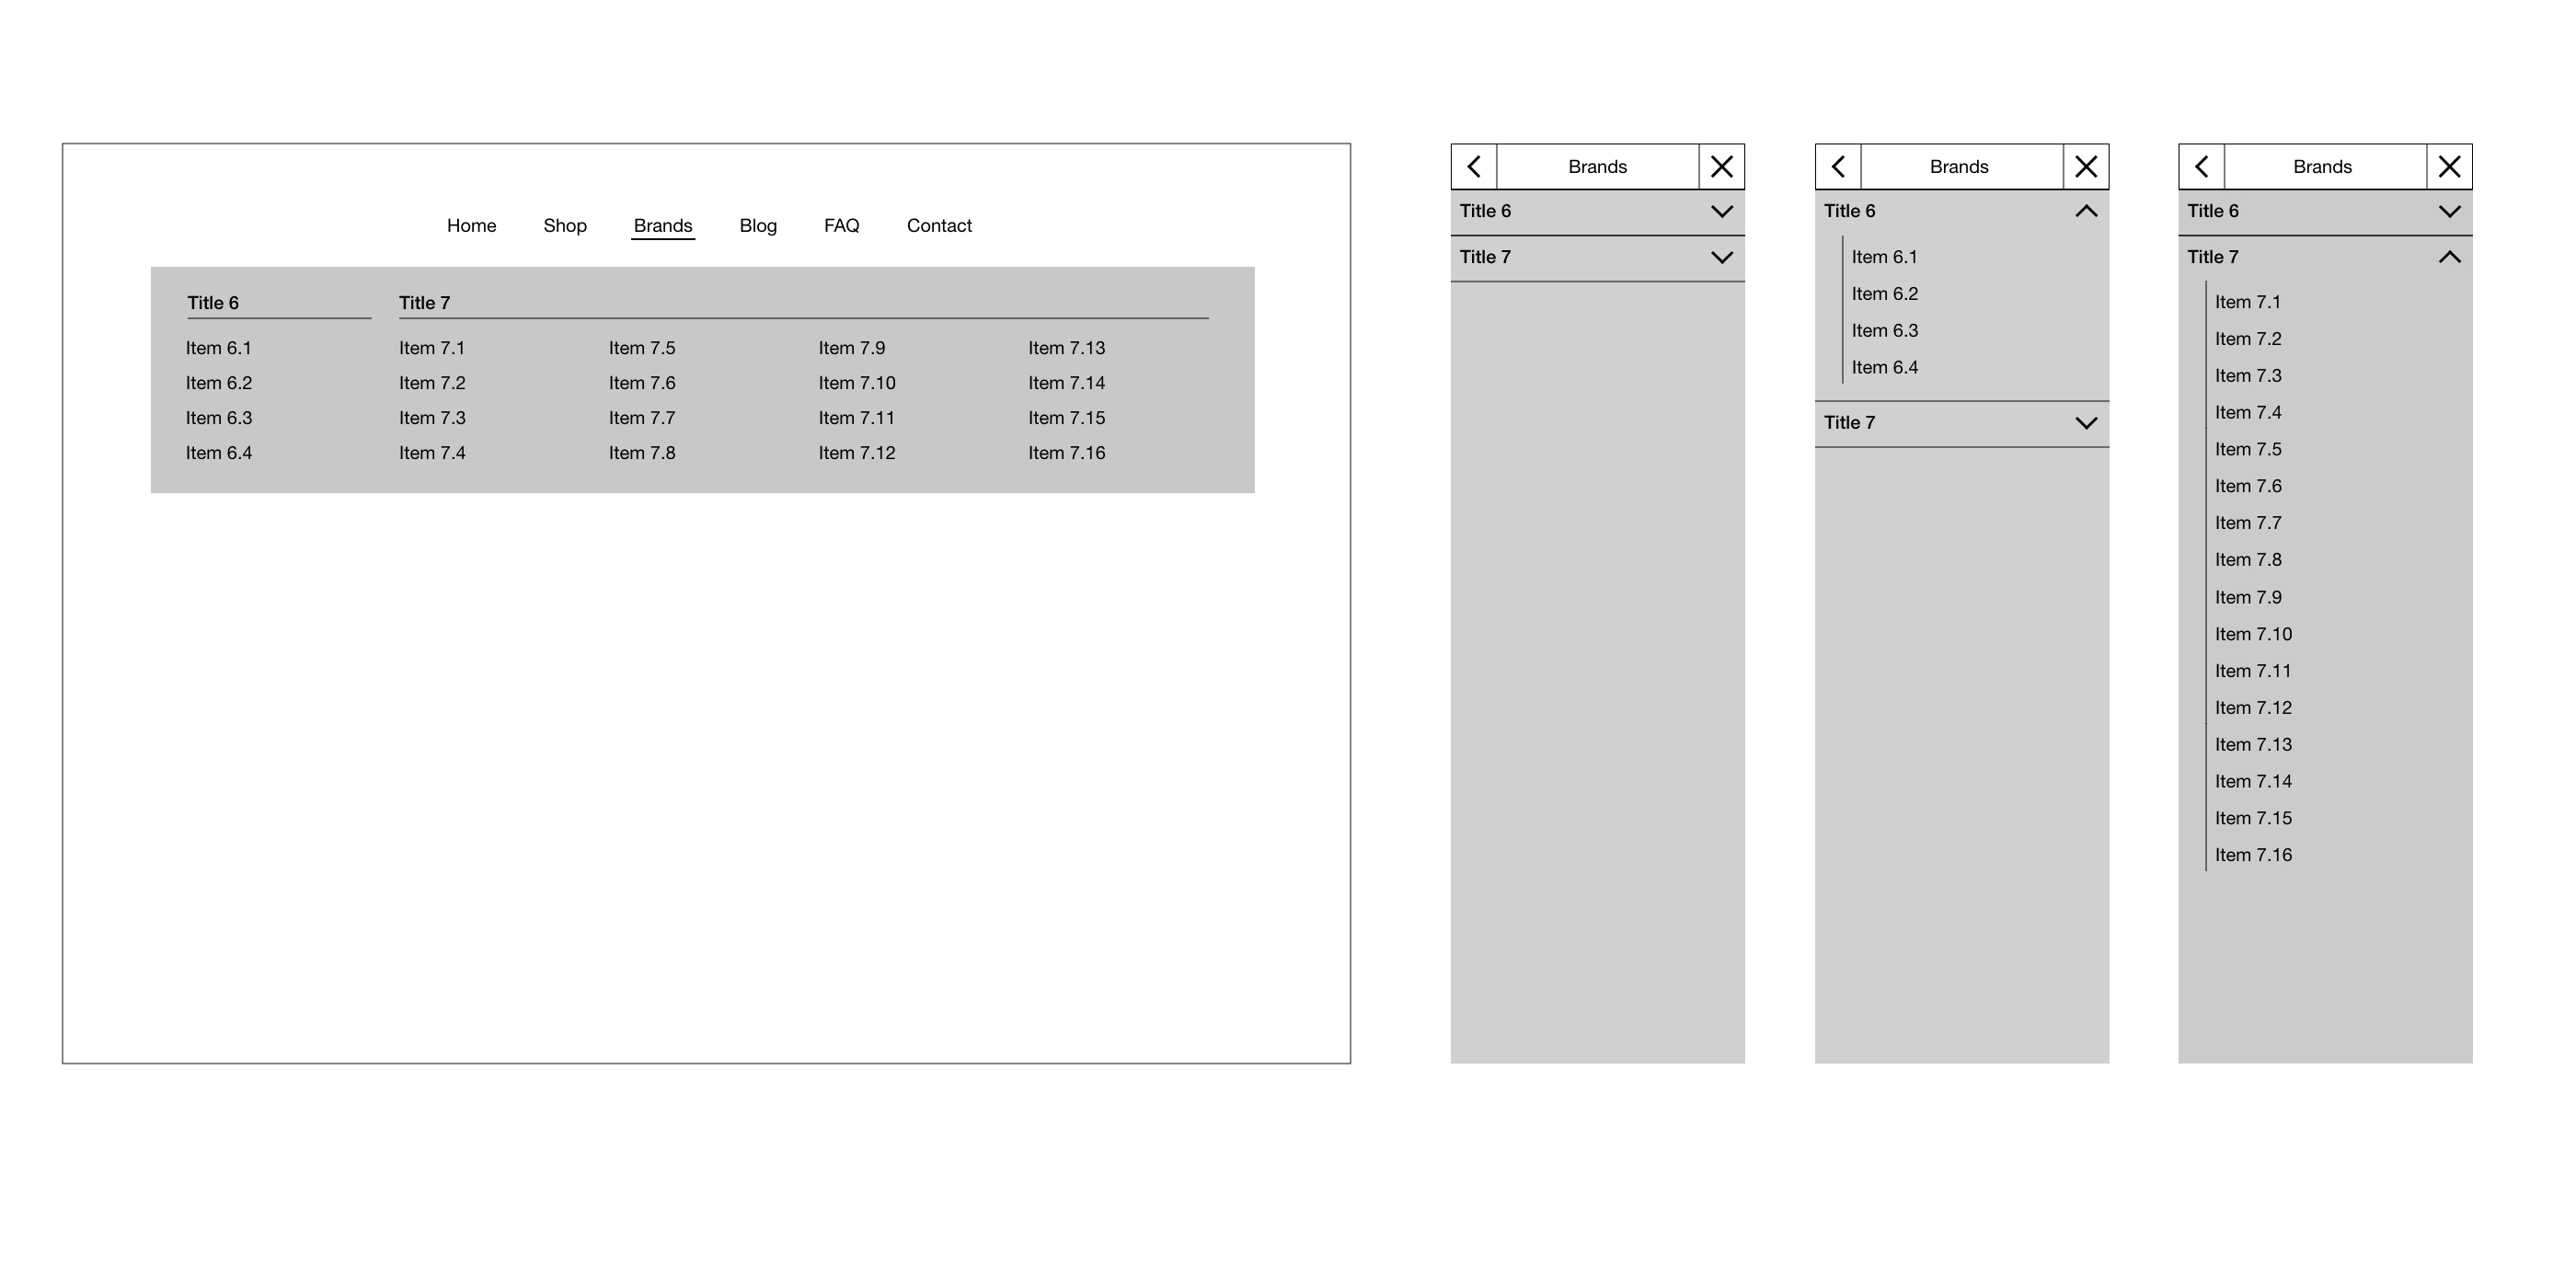 Home Shop Brands Blog FAQ Contact
Title 6 Title 7
Item 6.1 Item 7.1 Item 7.5 Item 7.9 Item 7.13
Item 6.2 Item 7.2 Item 7.6 Item 7.10 Item 7.14
Item 6.3 Item 7.3 Item 7.7 Item 7.11 Item 7.15
Item 6.4 Item 7.4 Item 7.8 Item 7.12 Item 7.16
Brands
Title 6
Title 7
Brands
Title 6
Item 6.1
Item 6.2
Item 6.3
Item 6.4
Title 7
Brands
Title 6
Title 7
Item 7.1
Item 7.2
Item 7.3
Item 7.4
Item 7.5
Item 7.6
Item 7.7
Item 7.8
Item 7.9
Item 7.10
Item 7.11
Item 7.12
Item 7.13
Item 7.14
Item 7.15
Item 7.16